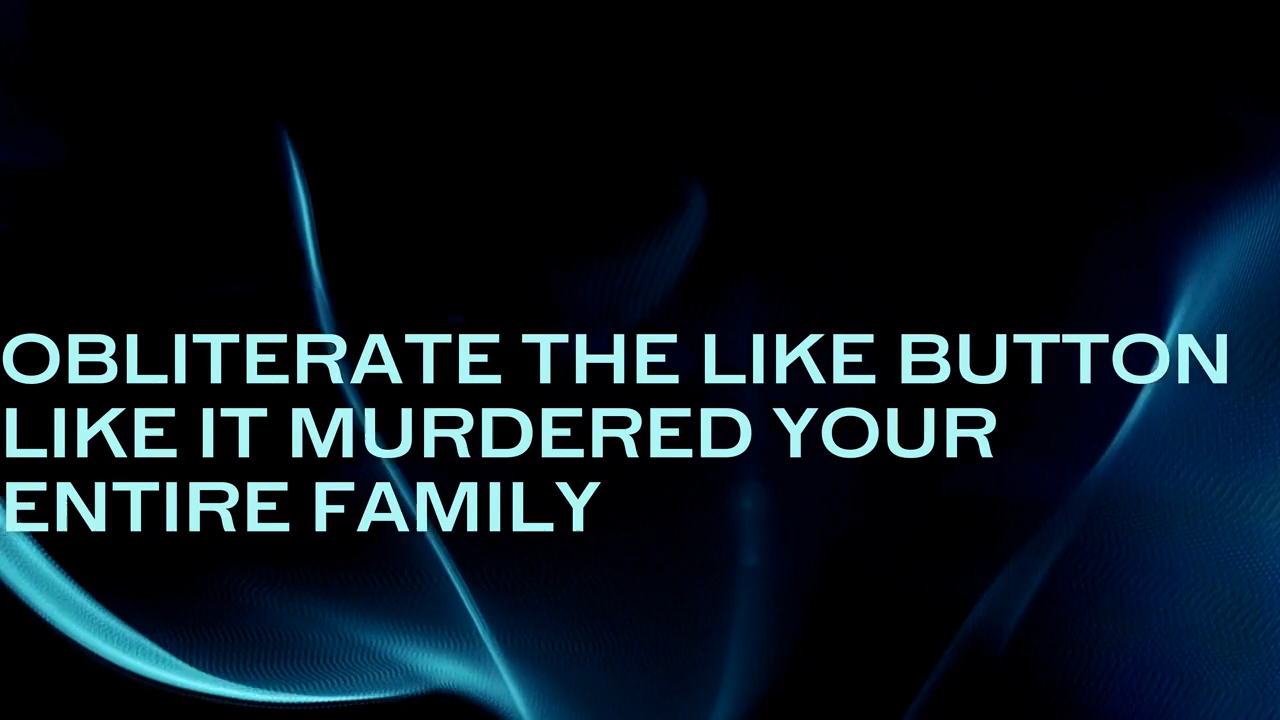 OBLITERATE THE LIKE BUTTON
LIKE IT MURDERED YOUR
ENTIRE FAMILY